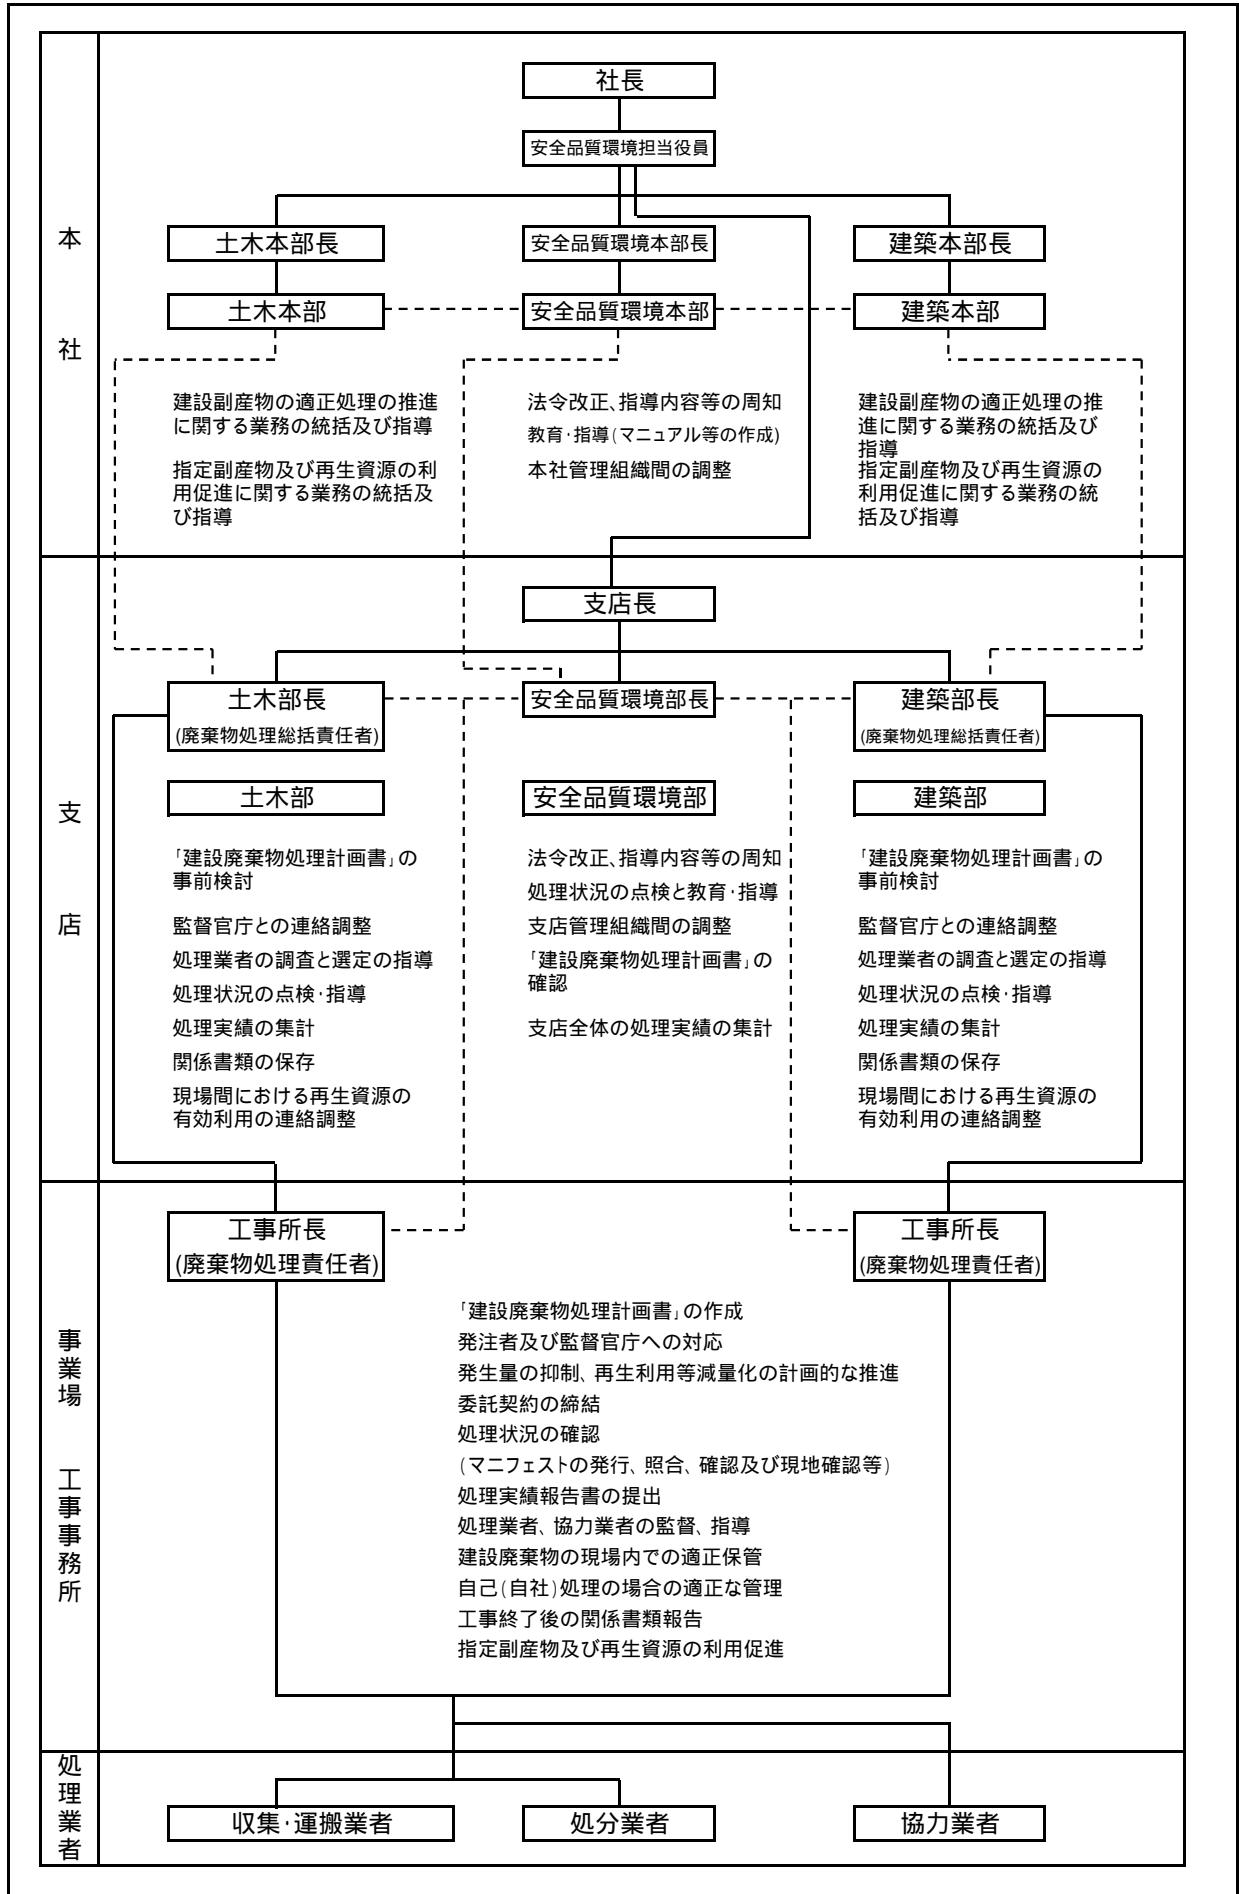 本社
社長
安全品質環境担当役員
土木本部長
安全品質環境本部長
建築本部長
土木本部
安全品質環境本部
建築本部
建設副産物の適正処理の推進
に関する業務の統括及び指導
指定副産物及び再生資源の利
用促進に関する業務の統括及
び指導
法令改正、指導内容等の周知
教育・指導(マニュアル等の作成)
本社管理組織間の調整
建設副産物の適正処理の推
進に関する業務の統括及び
指導
指定副産物及び再生資源の
利用促進に関する業務の統
括及び指導
支店
支店長
土木部長
(廃棄物処理総括責任者)
安全品質環境部長
建築部長
(廃棄物処理総括責任者)
土木部
安全品質環境部
建築部
「建設廃棄物処理計画書」の
事前検討
監督官庁との連絡調整
処理業者の調査と選定の指導
処理状況の点検・指導
処理実績の集計
関係書類の保存
現場間における再生資源の
有効利用の連絡調整
法令改正、指導内容等の周知
処理状況の点検と教育・指導
支店管理組織間の調整
「建設廃棄物処理計画書」の
確認
支店全体の処理実績の集計
「建設廃棄物処理計画書」の
事前検討
監督官庁との連絡調整
処理業者の調査と選定の指導
処理状況の点検・指導
処理実績の集計
関係書類の保存
現場間における再生資源の
有効利用の連絡調整
事業場 工事事務所
工事所長
(廃棄物処理責任者)
工事所長
(廃棄物処理責任者)
「建設廃棄物処理計画書」の作成
発注者及び監督官庁への対応
発生量の抑制、再生利用等減量化の計画的な推進
委託契約の締結
処理状況の確認
(マニフェストの発行、照合、確認及び現地確認等)
処理実績報告書の提出
処理業者、協力業者の監督、指導
建設廃棄物の現場内での適正保管
自己(自社)処理の場合の適正な管理
工事終了後の関係書類報告
指定副産物及び再生資源の利用促進
処理業者
収集・運搬業者
処分業者
協力業者